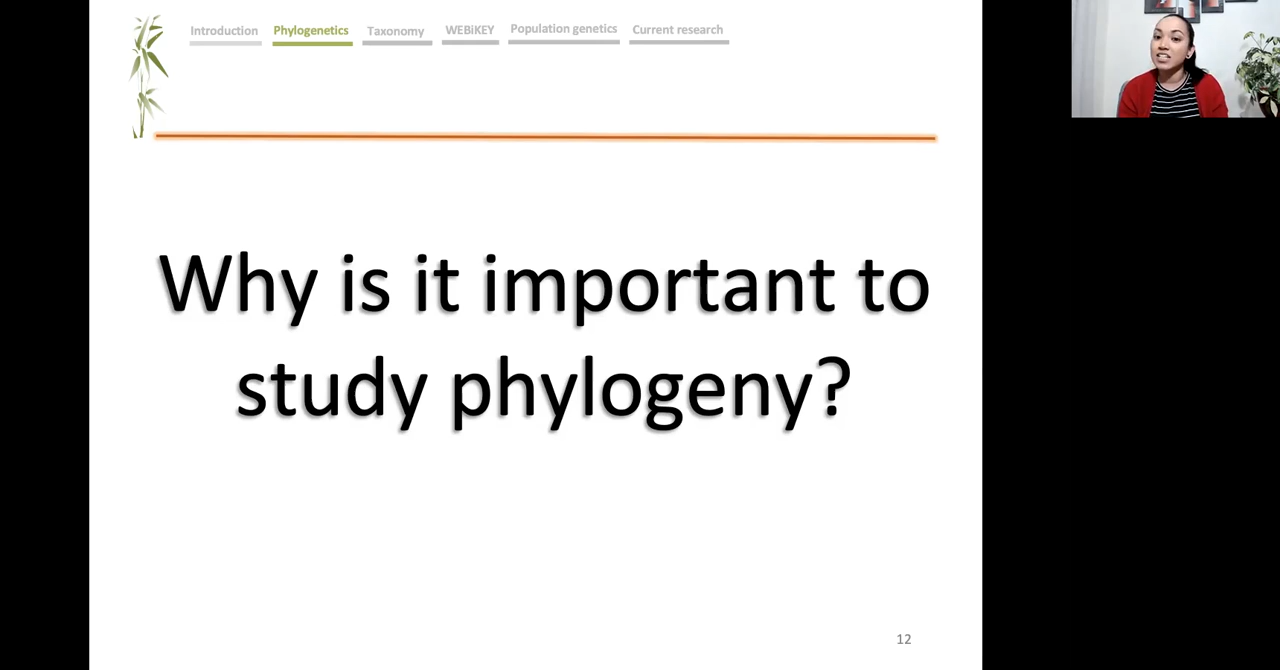 Introduction Phylogenetics Taxonomy WEBiKEY Population genetics Current research
Why is it important to
study phylogeny?
12